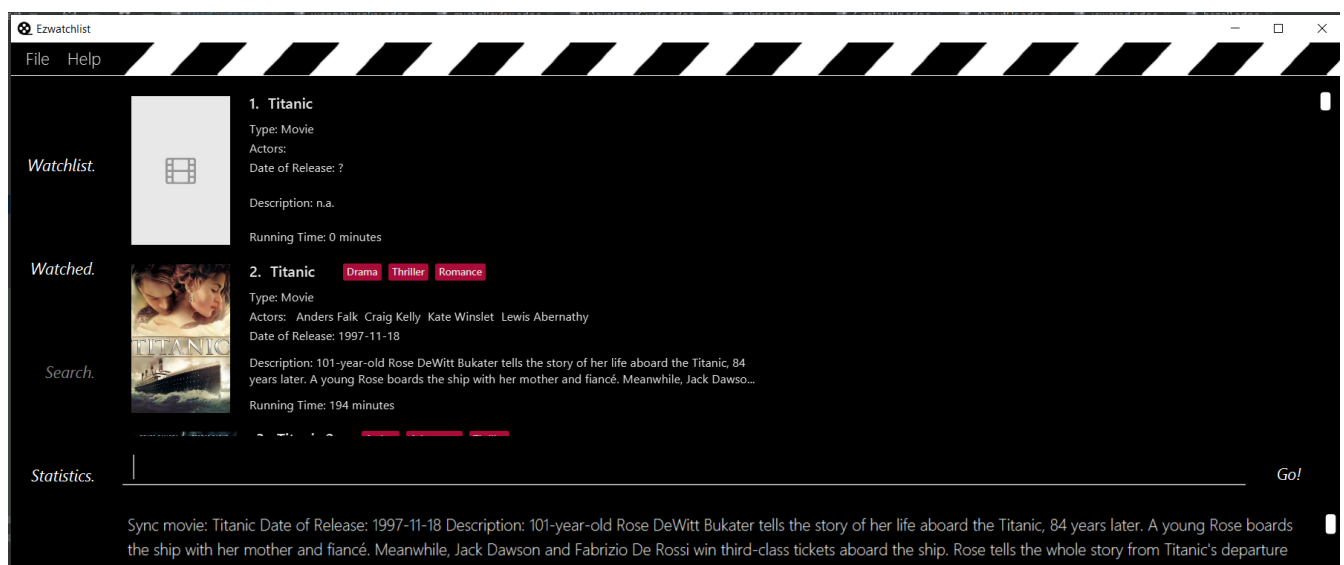 Ezwatchlist
File Help
1. Titanic
Type: Movie
Actors:
Date of Release: ?
Description: n.a.
Running Time: 0 minutes
Watchlist.
Watched.
Search.
Statistics.
TITANIC
2. Titanic Drama Thriller Romance
Type: Movie
Actors: Anders Falk Craig Kelly Kate Winslet Lewis Abernathy
Date of Release: 1997-11-18
Description: 101-year-old Rose DeWitt Bukater tells the story of her life aboard the Titanic, 84
years later. A young Rose boards the ship with her mother and fiancé. Meanwhile, Jack Dawso...
Running Time: 194 minutes
Go!
Sync movie: Titanic Date of Release: 1997-11-18 Description: 101-year-old Rose DeWitt Bukater tells the story of her life aboard the Titanic, 84 years later. A young Rose boards
the ship with her mother and fiancé. Meanwhile, Jack Dawson and Fabrizio De Rossi win third-class tickets aboard the ship. Rose tells the whole story from Titanic's departure